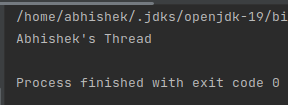 /home/abhishek/.jdks/openjdk-19/bi
Abhishek's Thread
Process finished with exit code 0